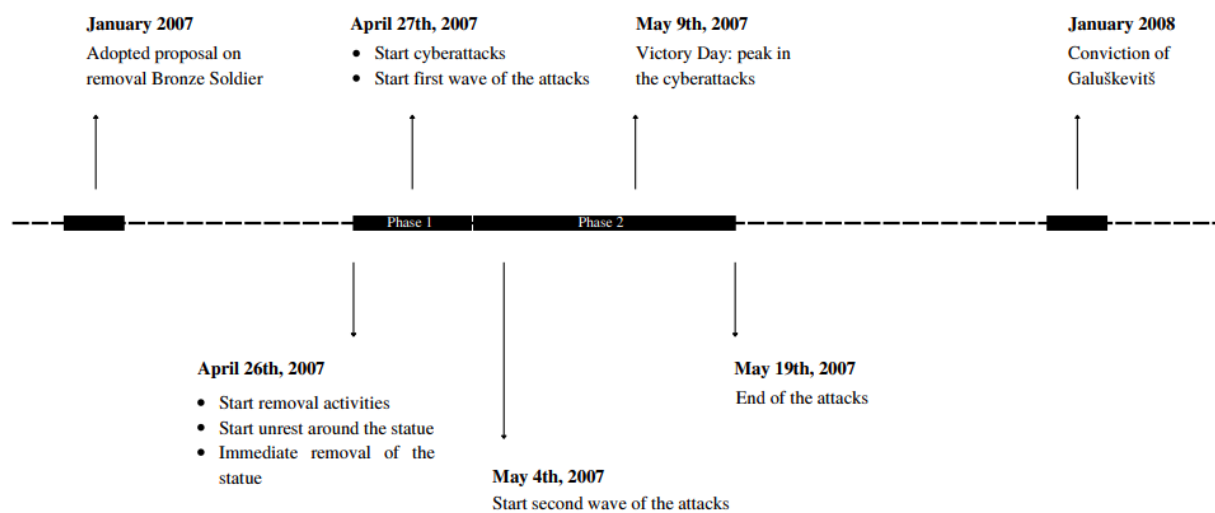 January 2007
Adopted proposal on
removal Bronze Soldier
April 27th, 2007
• Start cyberattacks
• Start first wave of the attacks
May 9th, 2007
Victory Day: peak in
the cyberattacks
January 2008
Conviction of
Galuškevitš
Phase 1
Phase 2
April 26th, 2007
• Start removal activities
• Start unrest around the statue
• Immediate removal of the
statue
May 4th, 2007
Start second wave of the attacks
May 19th, 2007
End of the attacks